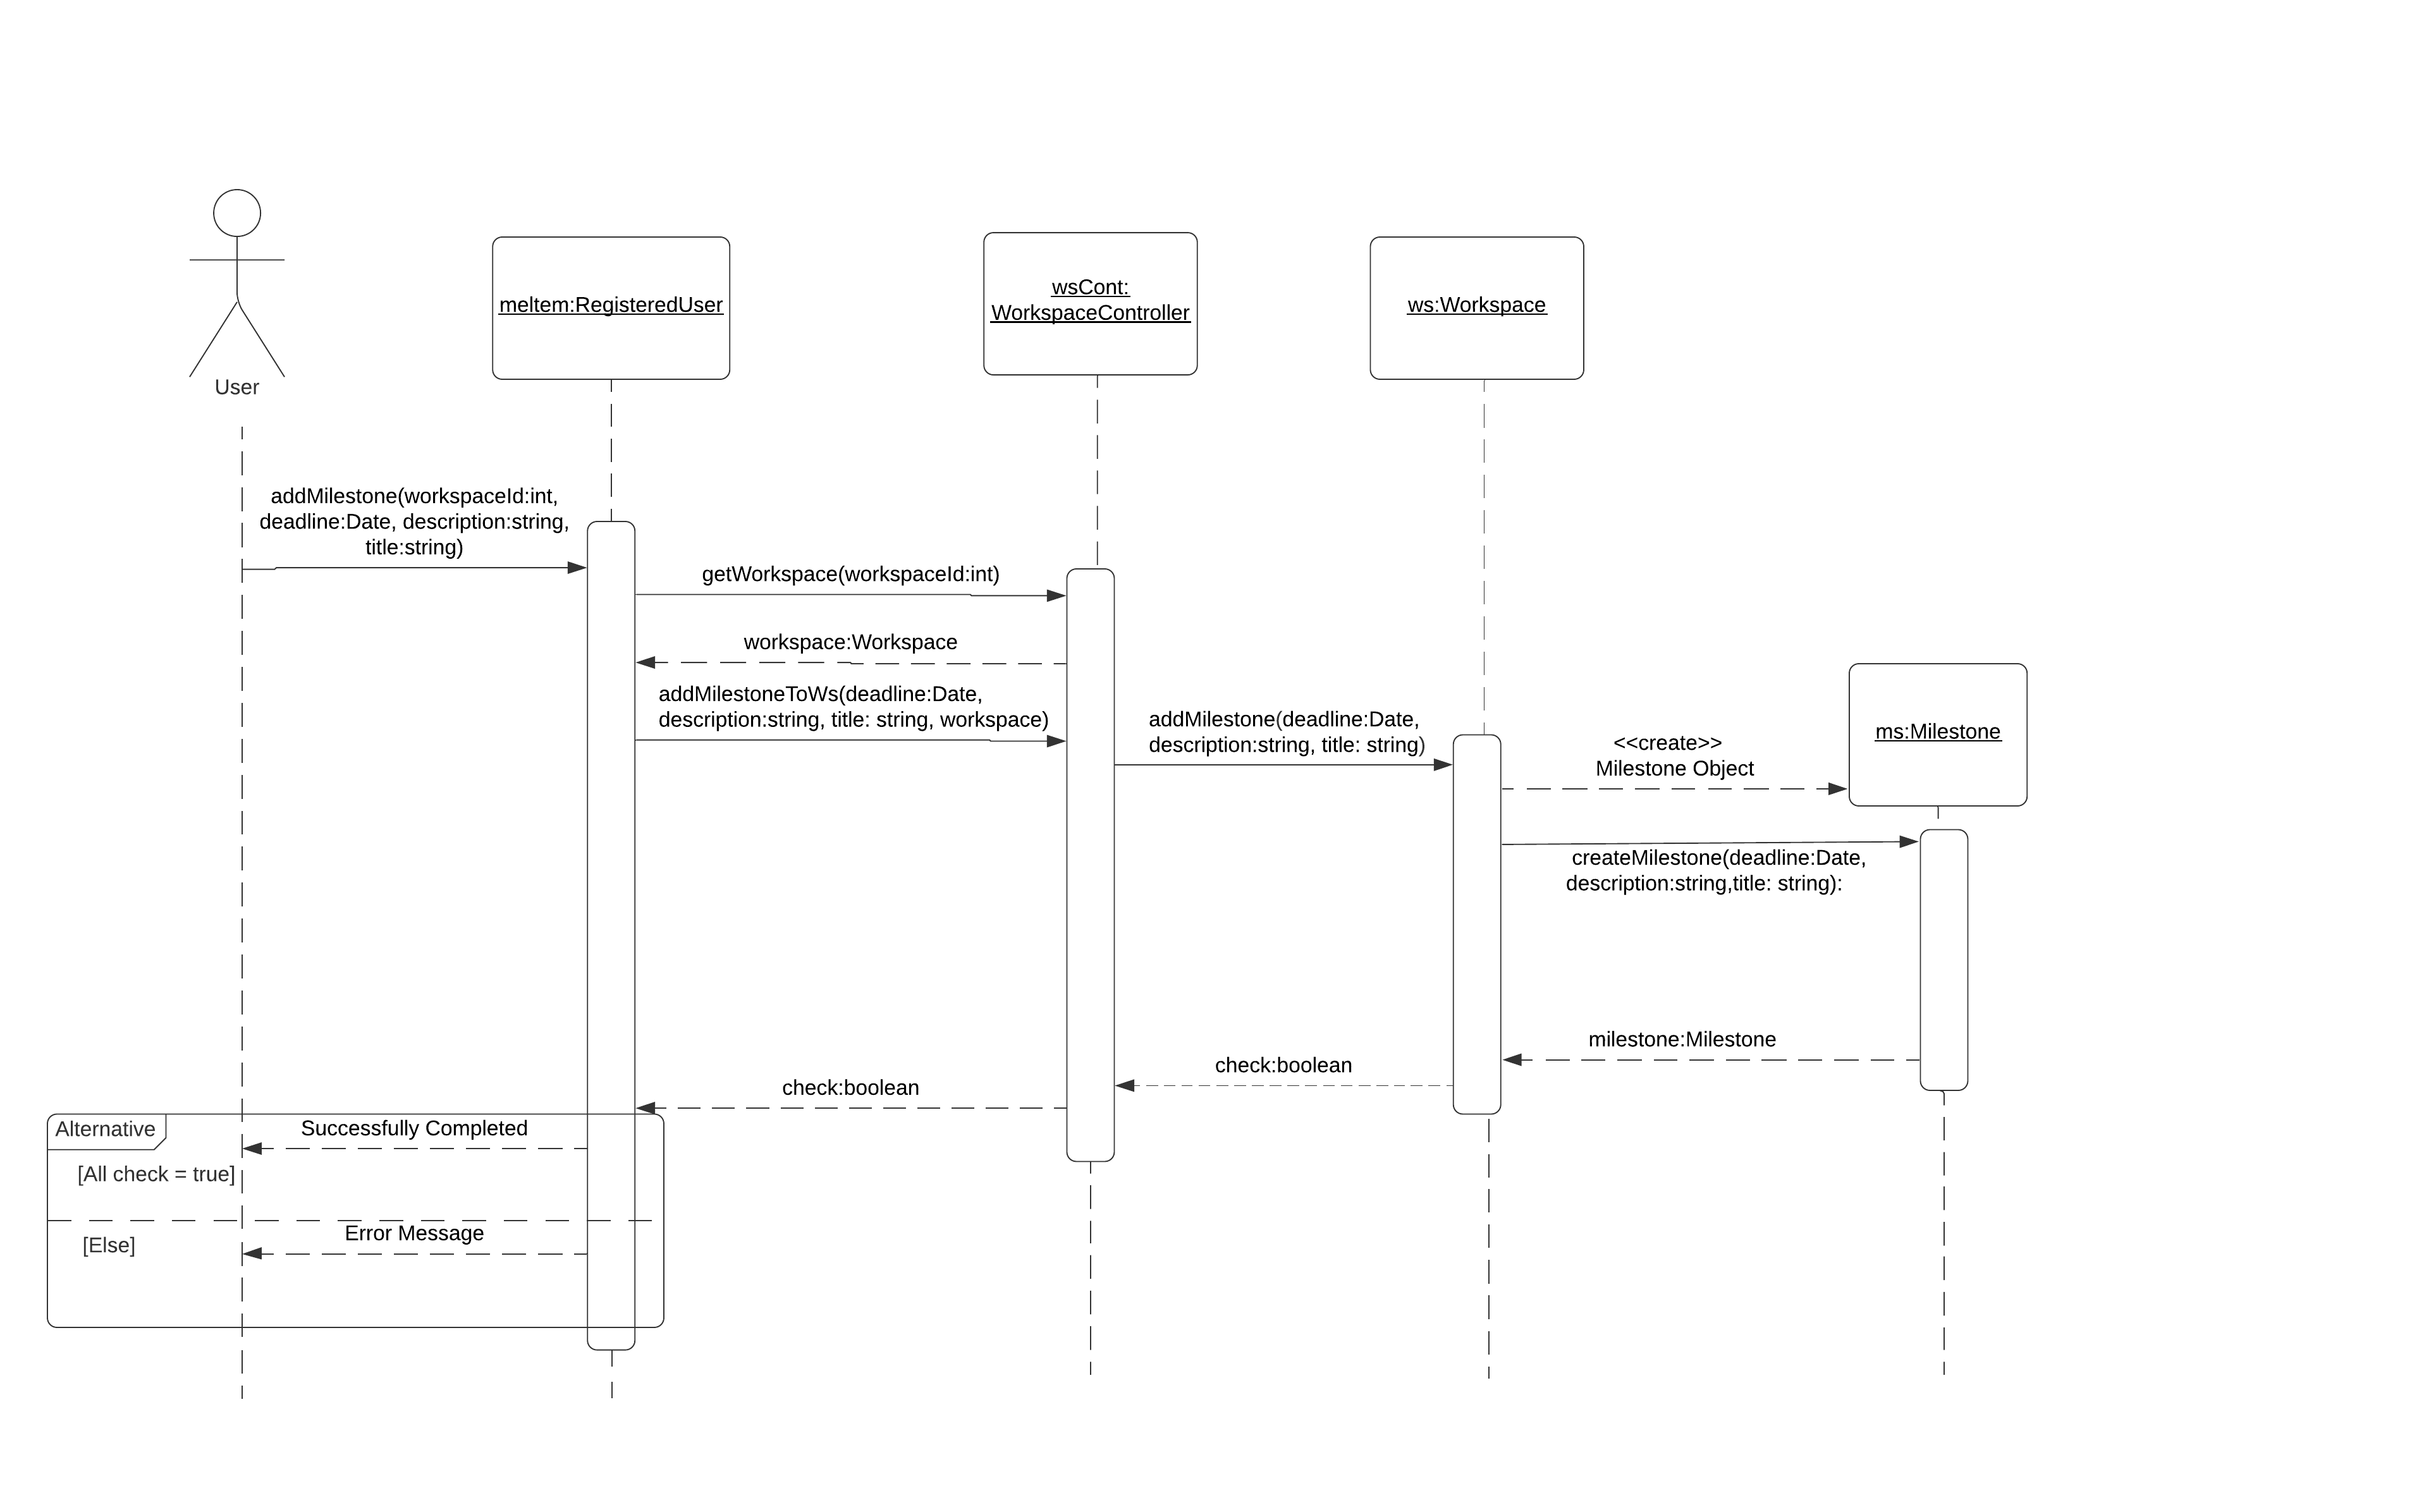 User
meltem:RegisteredUser
wsCont:
WorkspaceController
ws:Workspace
addMilestone(workspaceId:int,
deadline:Date, description:string,
title:string)
getWorkspace(workspaceId:int)
workspace:Workspace
addMilestoneToWs(deadline:Date,
description:string, title: string, workspace)
addMilestone(deadline:Date,
description:string, title: string)
<<create>>
Milestone Object
ms:Milestone
createMilestone(deadline:Date,
description:string,title: string):
milestone:Milestone
check:boolean
check:boolean
Alternative
Successfully Completed
[All check = true]
Error Message
[Else]